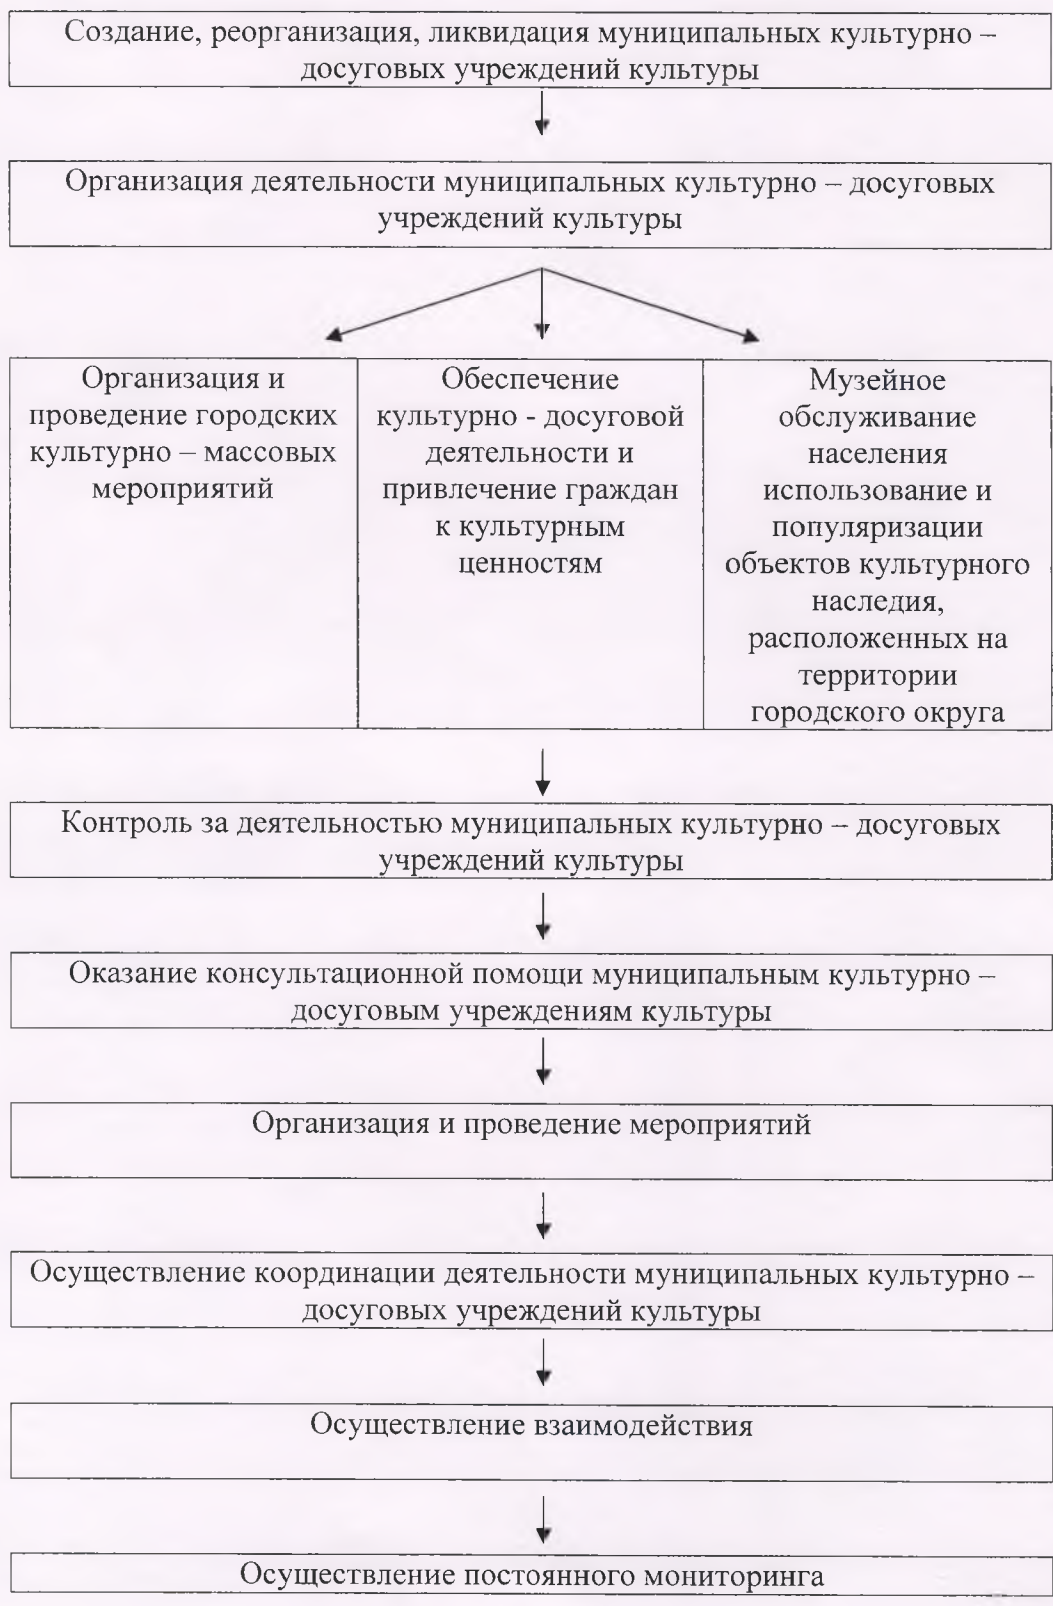 Создание, реорганизация, ликвидация муниципальных культурно –
досуговых учреждений культуры
Организация деятельности муниципальных культурно – досуговых
учреждений культуры
Организация и
проведение городских
культурно – массовых
мероприятий
Обеспечение
культурно - досуговой
деятельности и
привлечение граждан
к культурным
ценностям
Музейное
обслуживание
населения
использование и
популяризации
объектов культурного
наследия,
расположенных на
территории
городского округа
Контроль за деятельностью муниципальных культурно – досуговых
учреждений культуры
Оказание консультационной помощи муниципальным культурно –
досуговым учреждениям культуры
Организация и проведение мероприятий
Осуществление координации деятельности муниципальных культурно –
досуговых учреждений культуры
Осуществление взаимодействия
Осуществление постоянного мониторинга